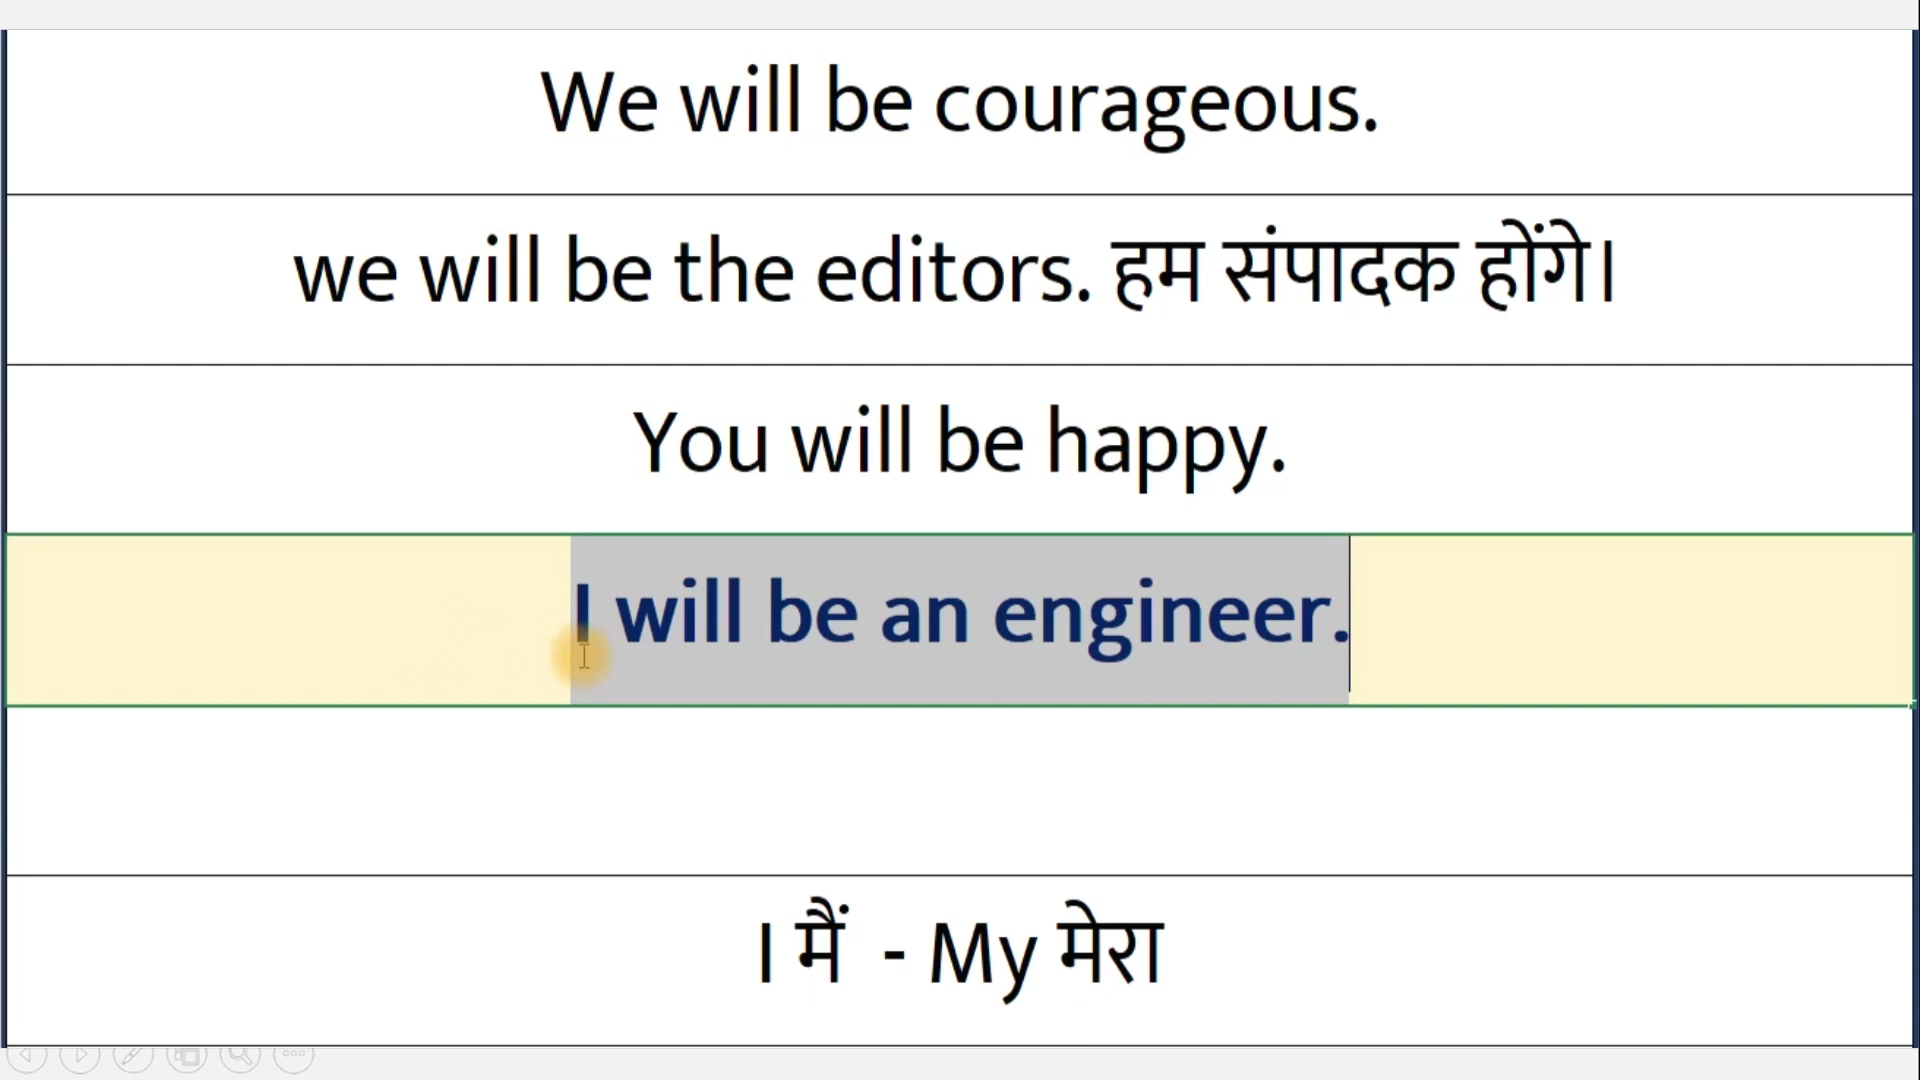 We will be courageous.
we will be the editors. हम संपादक होंगे।
You will be happy.
I will be an engineer.
I मैं - My मेरा